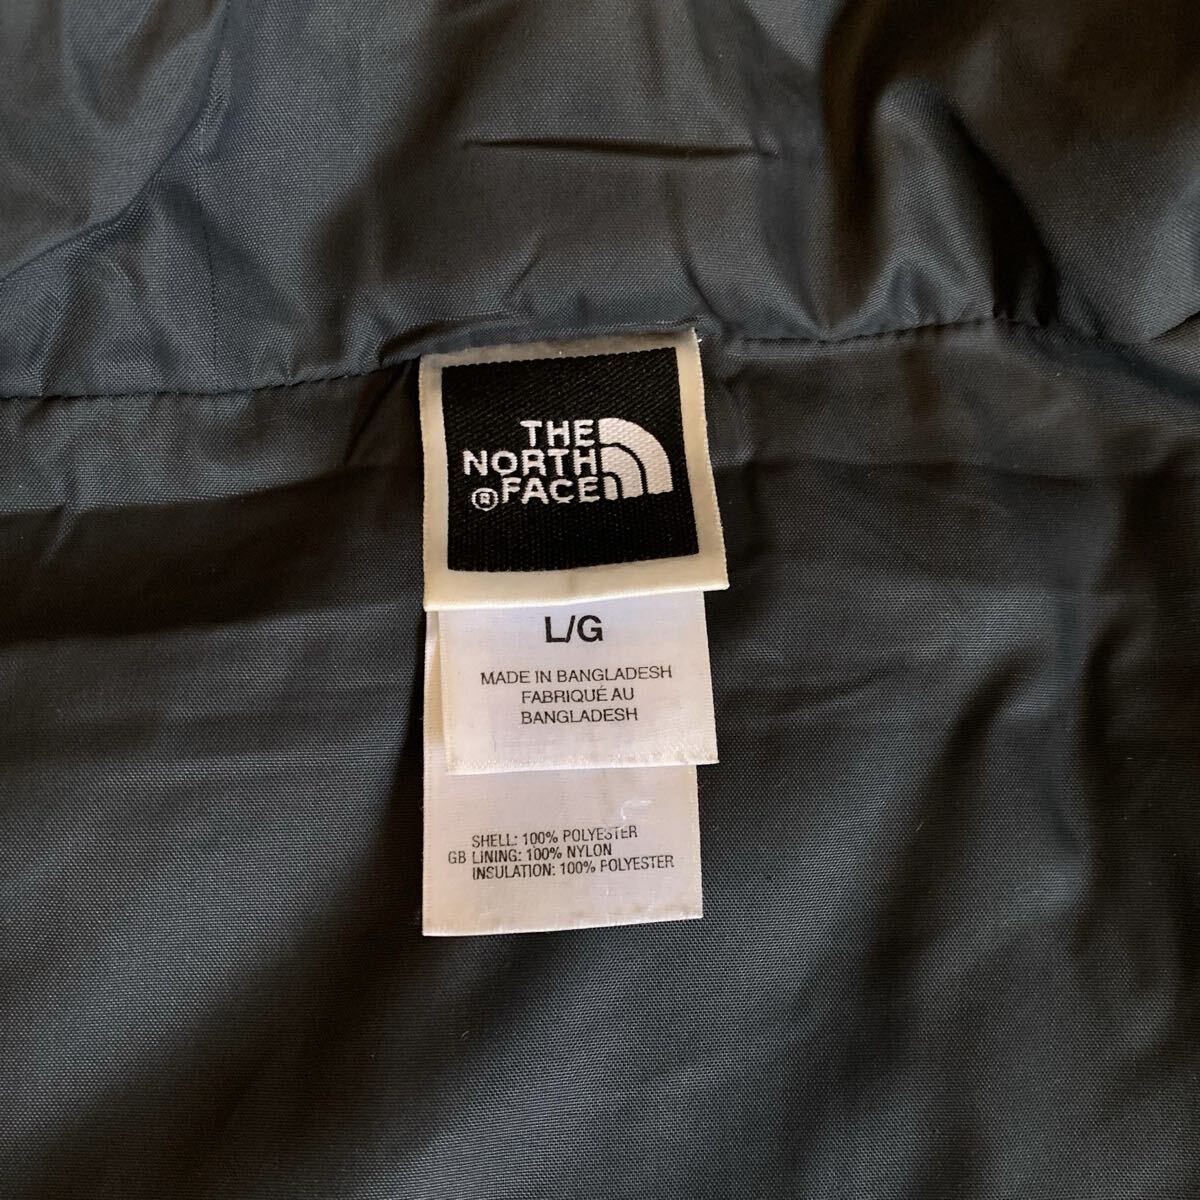 THE
NORTH
® FACE
L/G
MADE IN BANGLADESH
FABRIQUÉ AU
BANGLADESH
SHELL: 100% POLYESTER
GB LINING: 100% NYLON
INSULATION: 100% POLYESTER